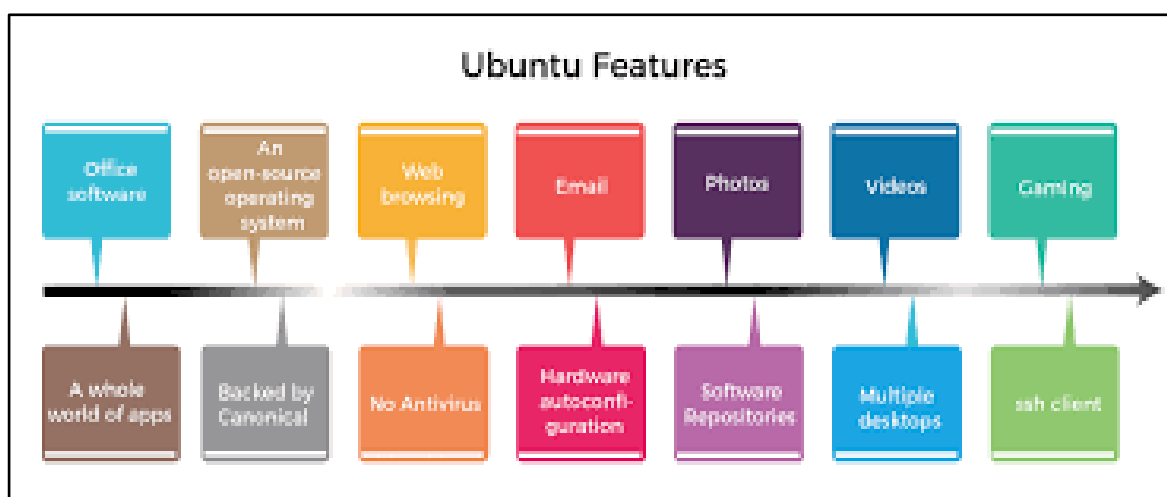 Ubuntu Features
Office
software
An
open-source
operating
system
Web
browsing
Email
Photos
Videos
Gaming
A whole
world of apps
Backed by
Canonical
No Antivirus
Hardware
autoconfi-
guration
Software
Repositories
Multiple
desktops
ssh client